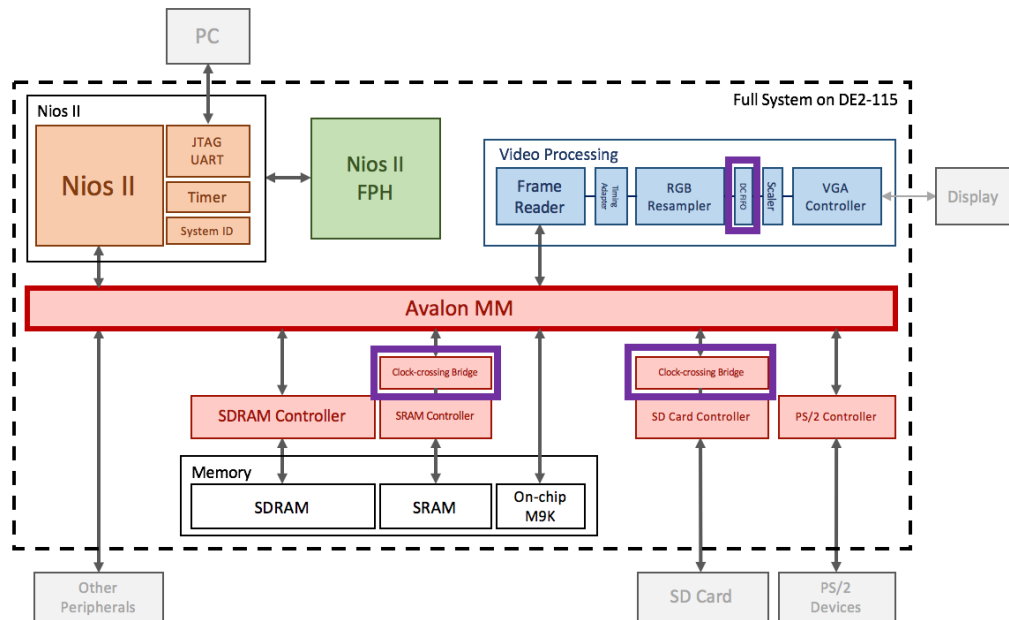 PC
Full System on DE2-115
Nios II
Nios II
JTAG
UART
Timer
System ID
Nios II
FPH
Video Processing
Frame
Reader
Timing
Adapter
RGB
Resampler
DC FIFO
Scaler
VGA
Controller
Display
Avalon MM
Clock-crossing Bridge
Clock-crossing Bridge
SDRAM Controller
SRAM Controller
SD Card Controller
PS/2 Controller
Memory
SDRAM
SRAM
On-chip
M9K
Other
Peripherals
SD Card
PS/2
Devices